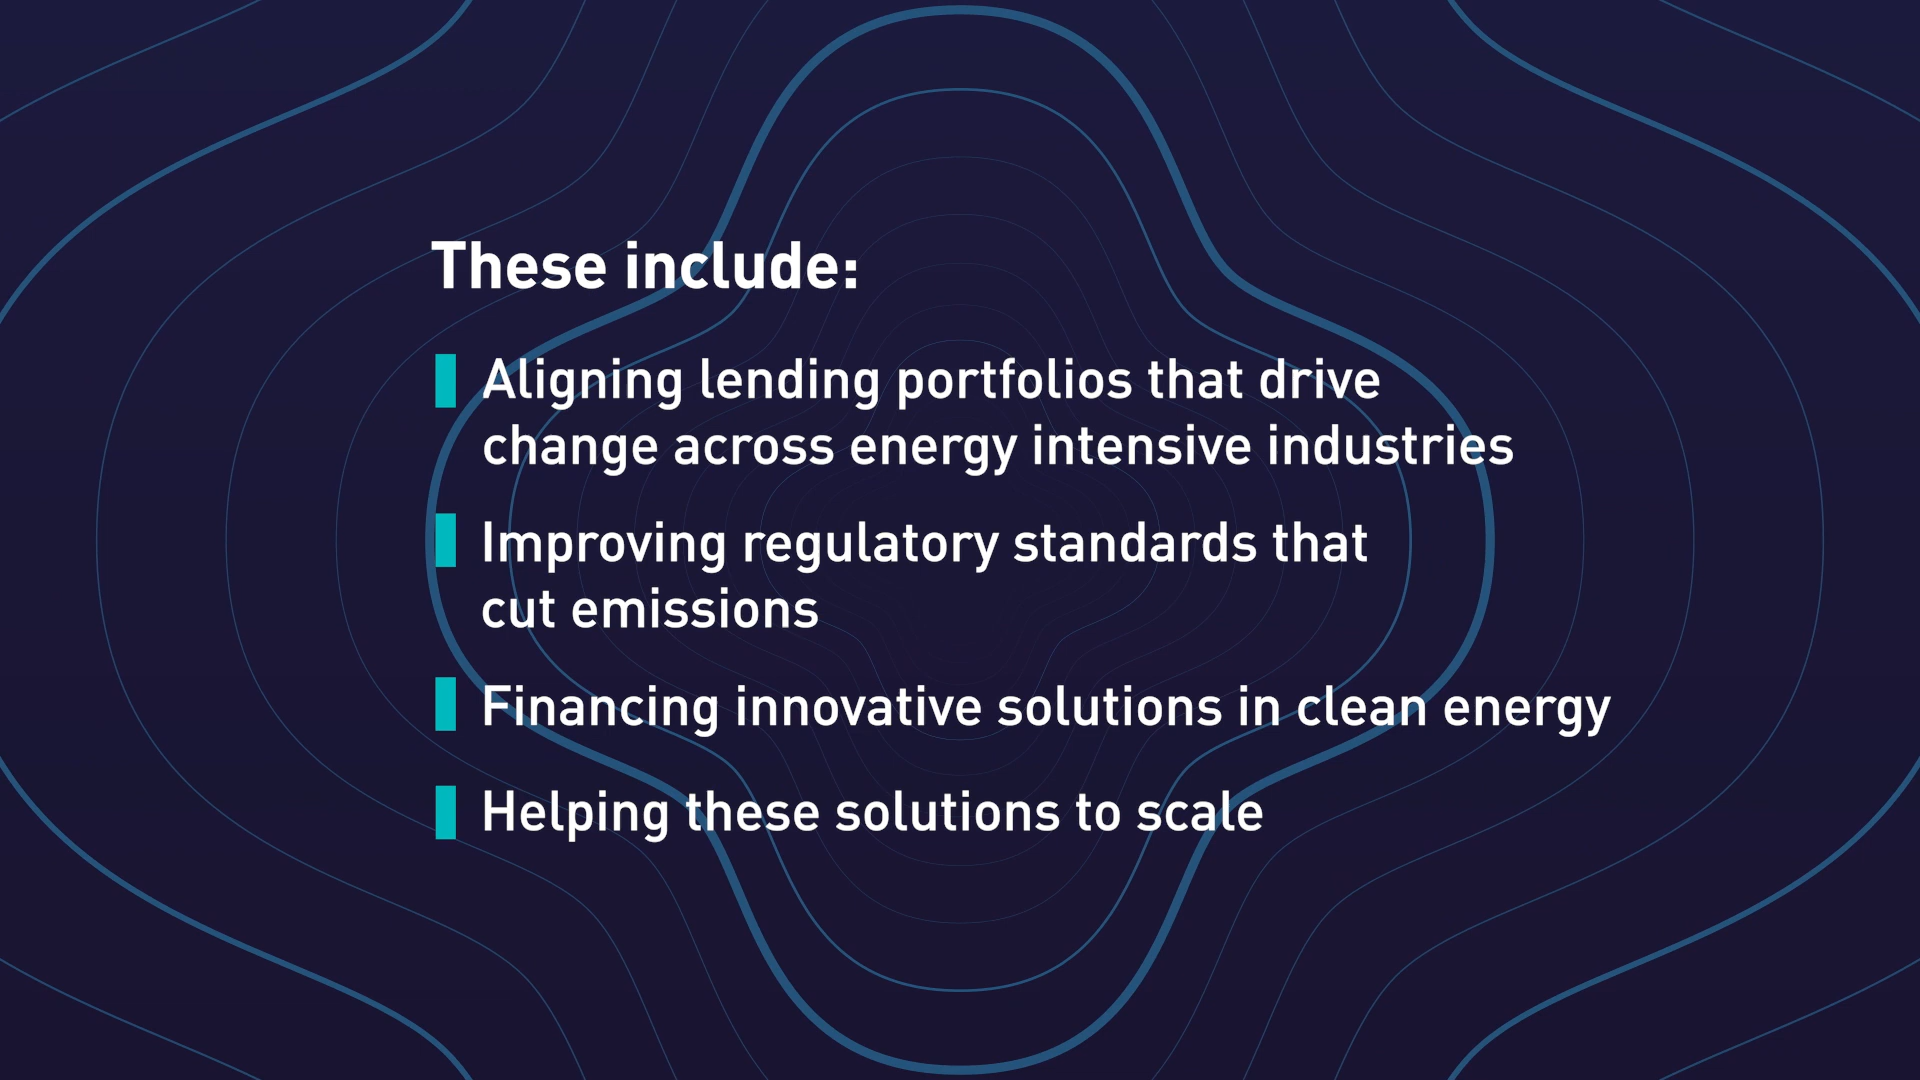 These include:
Aligning lending portfolios that drive
change across energy intensive industries
Improving regulatory standards that
cut emissions
Financing innovative solutions in clean energy
Helping these solutions to scale